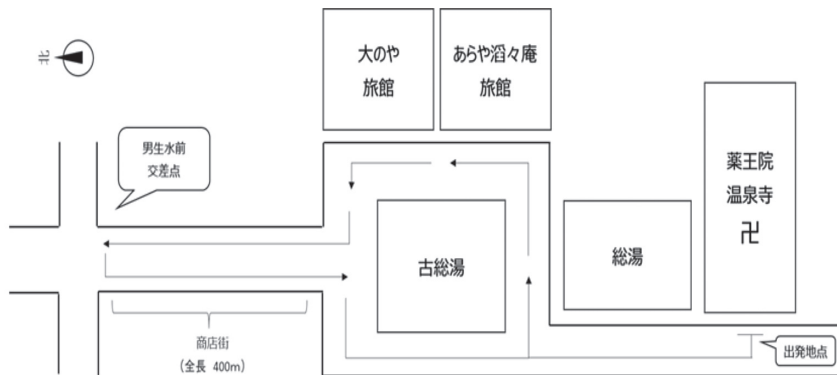 北
大のや
旅館
あらや滔々庵
旅館
男生水前
交差点
薬王院
温泉寺
卍
古総湯
総湯
商店街
(全長 400m)
出発地点